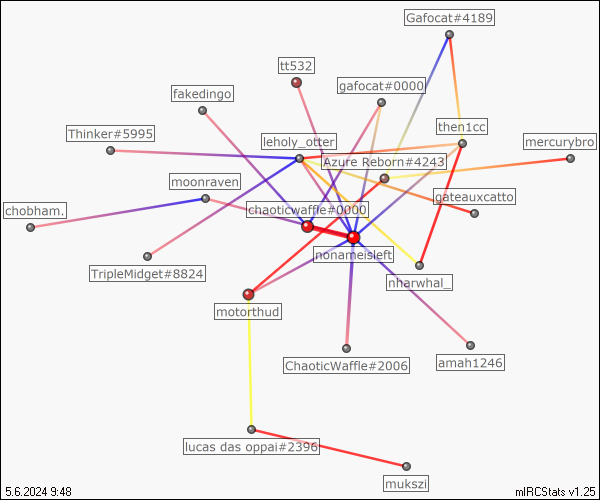 Gafocat#4189
tt532
gafocat#0000
fakedingo
then1cc
Thinker#5995
leholy_otter
mercurybro
Azure Reborn#4243
moonraven
gateauxcatto
chobham.
chaoticwaffle#0000
nonameisleft
TripleMidget#8824
nharwhal_
motorthud
ChaoticWaffle#2006
amah1246
lucas das oppai#2396
mukszi
5.6.2024 9:48
mIRCStats v1.25